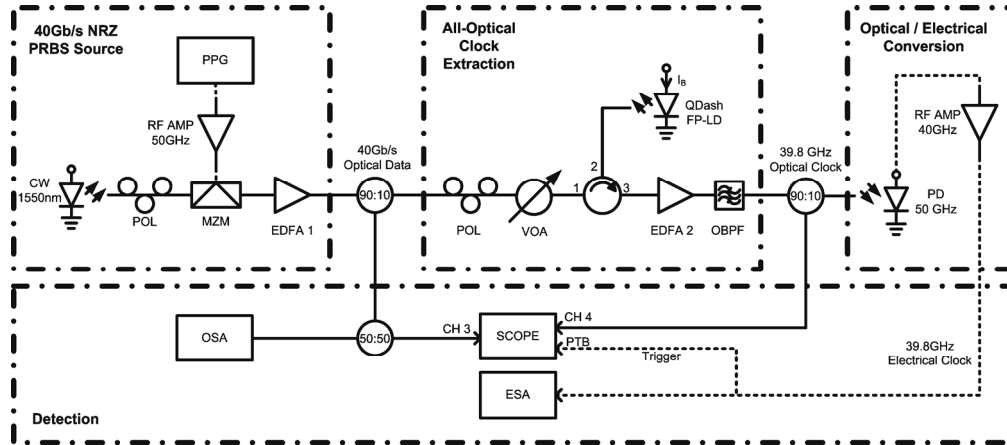 40Gb/s NRZ
PRBS Source
PPG
RF AMP
50GHz
CW
1550nm
POL
MZM
EDFA 1
40Gb/s
Optical Data
90:10
All-Optical
Clock
Extraction
I_B
QDash
FP-LD
2
1
3
POL
VOA
EDFA 2
OBPF
39.8 GHz
Optical Clock
90:10
Optical / Electrical
Conversion
RF AMP
40GHz
PD
50 GHz
OSA
50:50
CH 3
SCOPE
CH 4
PTB
Trigger
39.8GHz
Electrical Clock
ESA
Detection